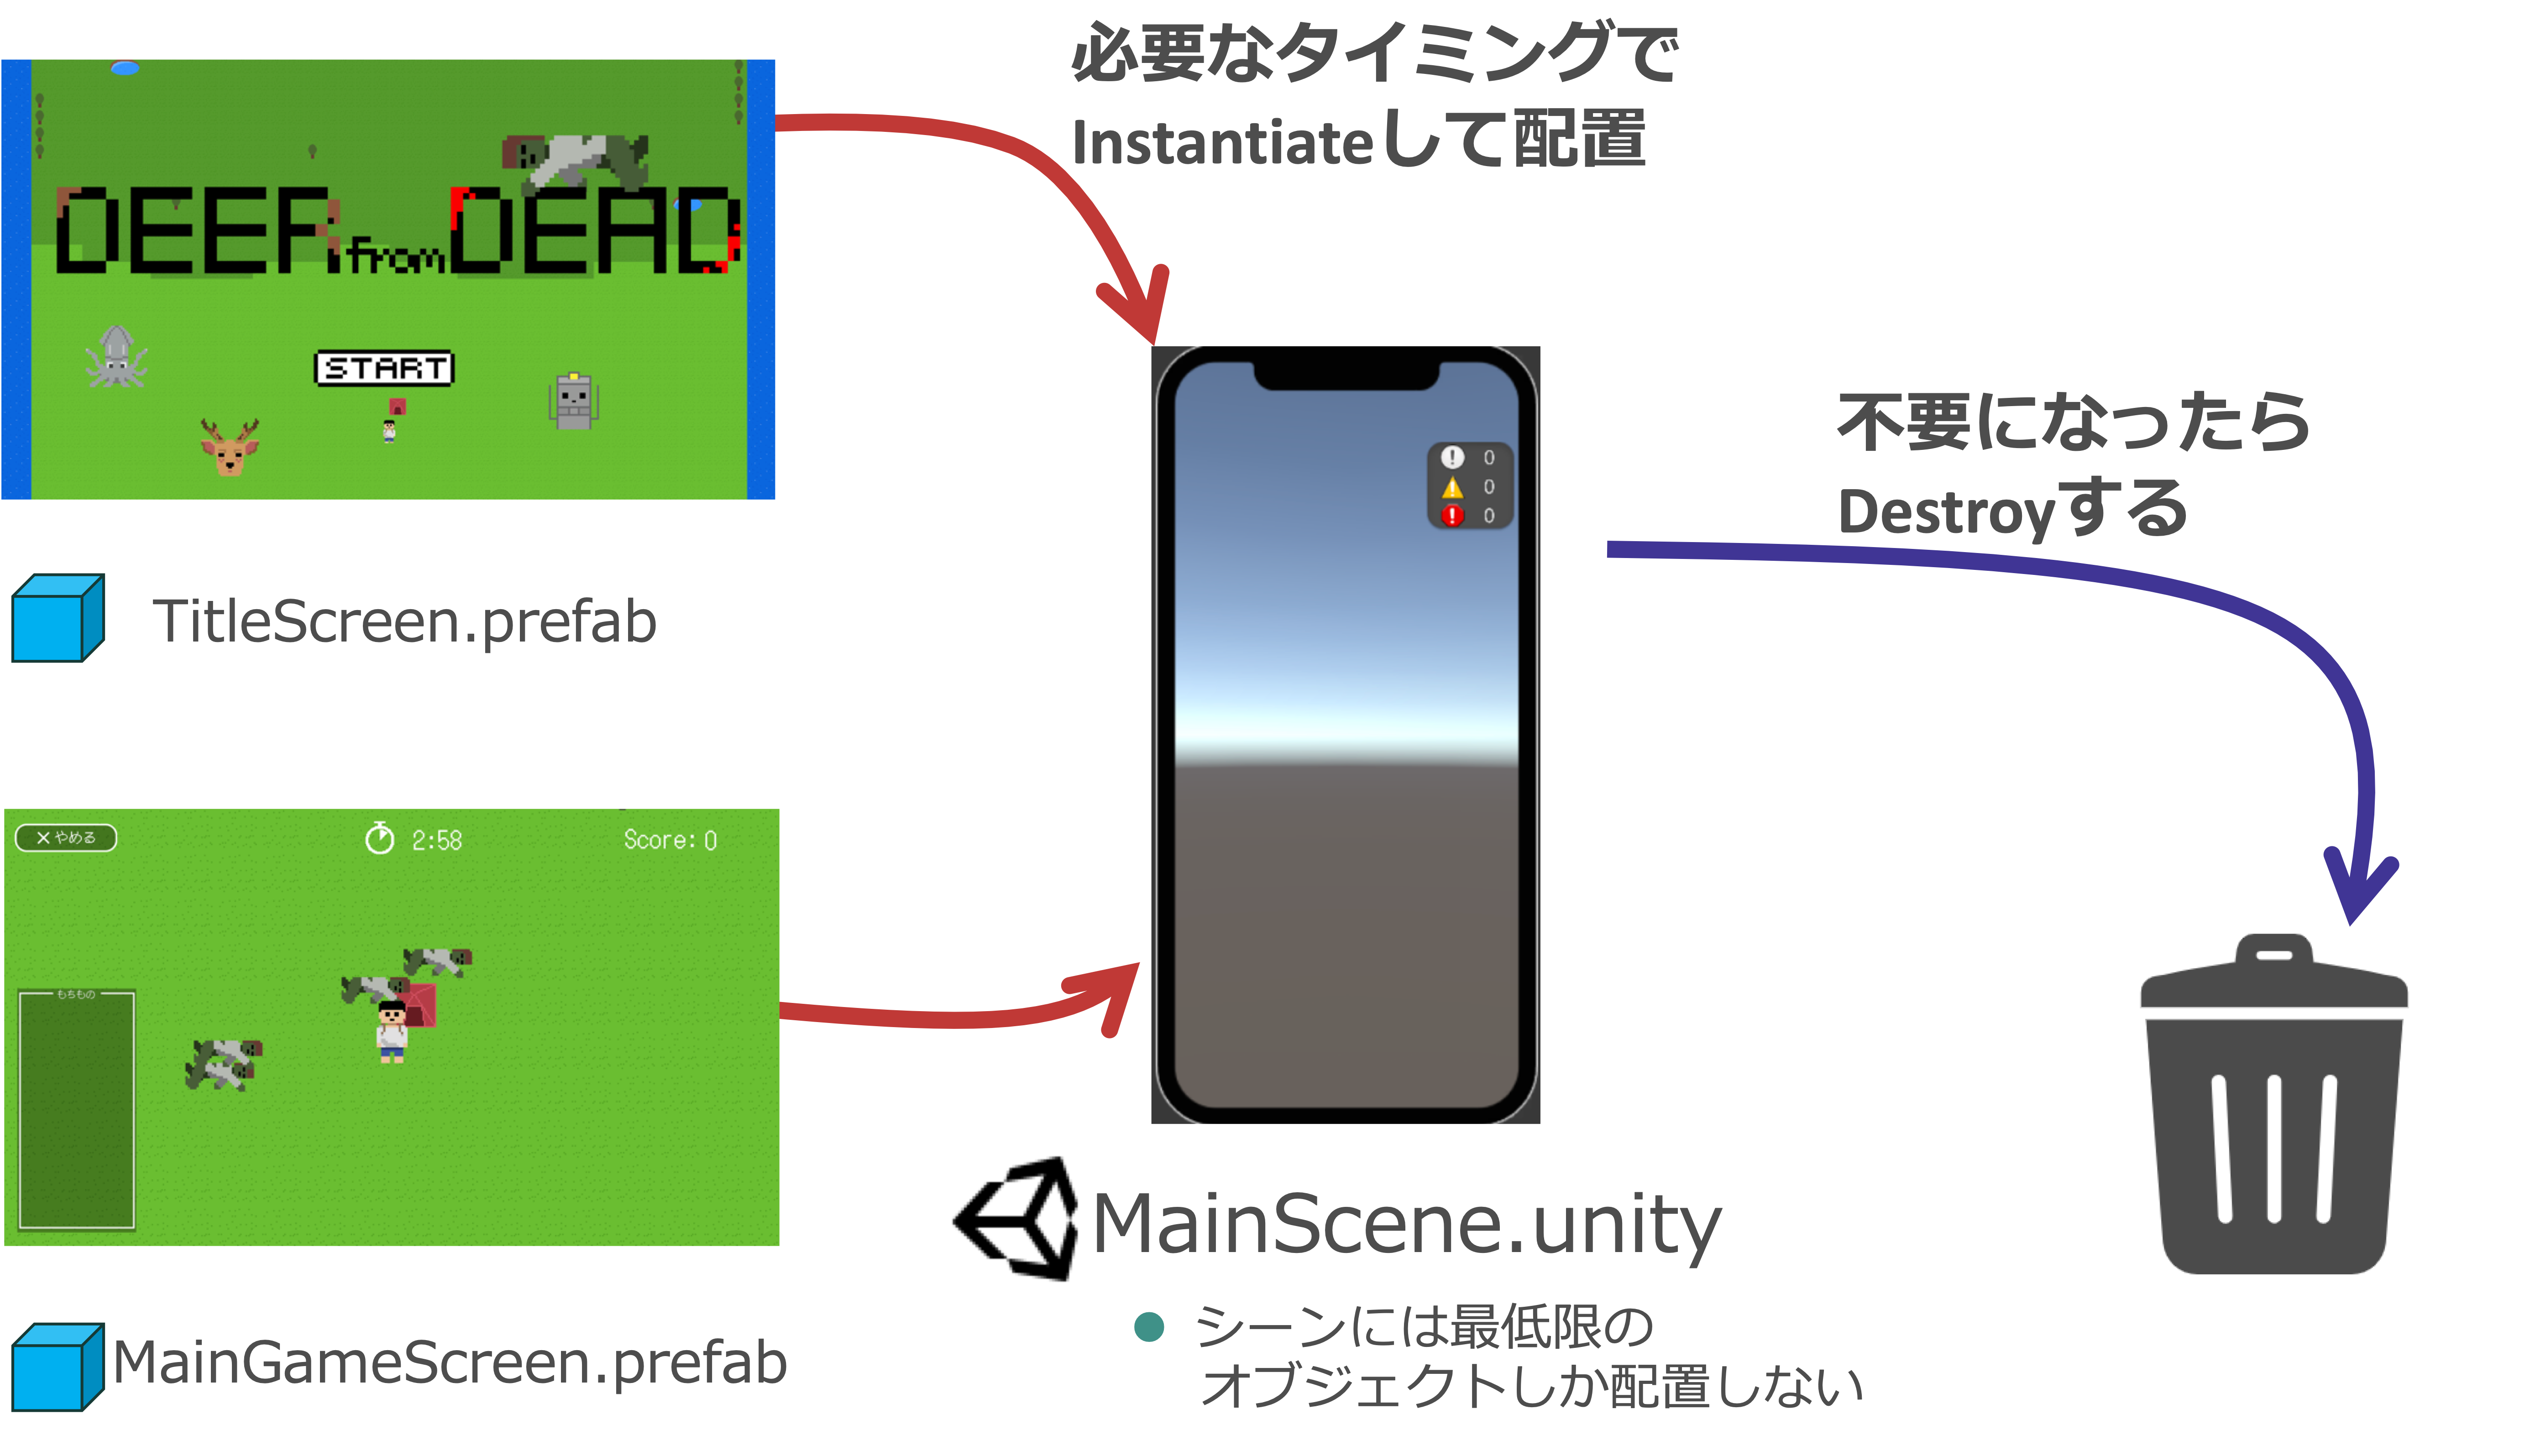 必要なタイミングで
Instantiateして配置
DEER from DEAD
START
TitleScreen.prefab
0
0
0
不要になったら
Destroyする
×やめる
2:58
Score: 0
もちもの
MainGameScreen.prefab
MainScene.unity
● シーンには最低限の
オブジェクトしか配置しない